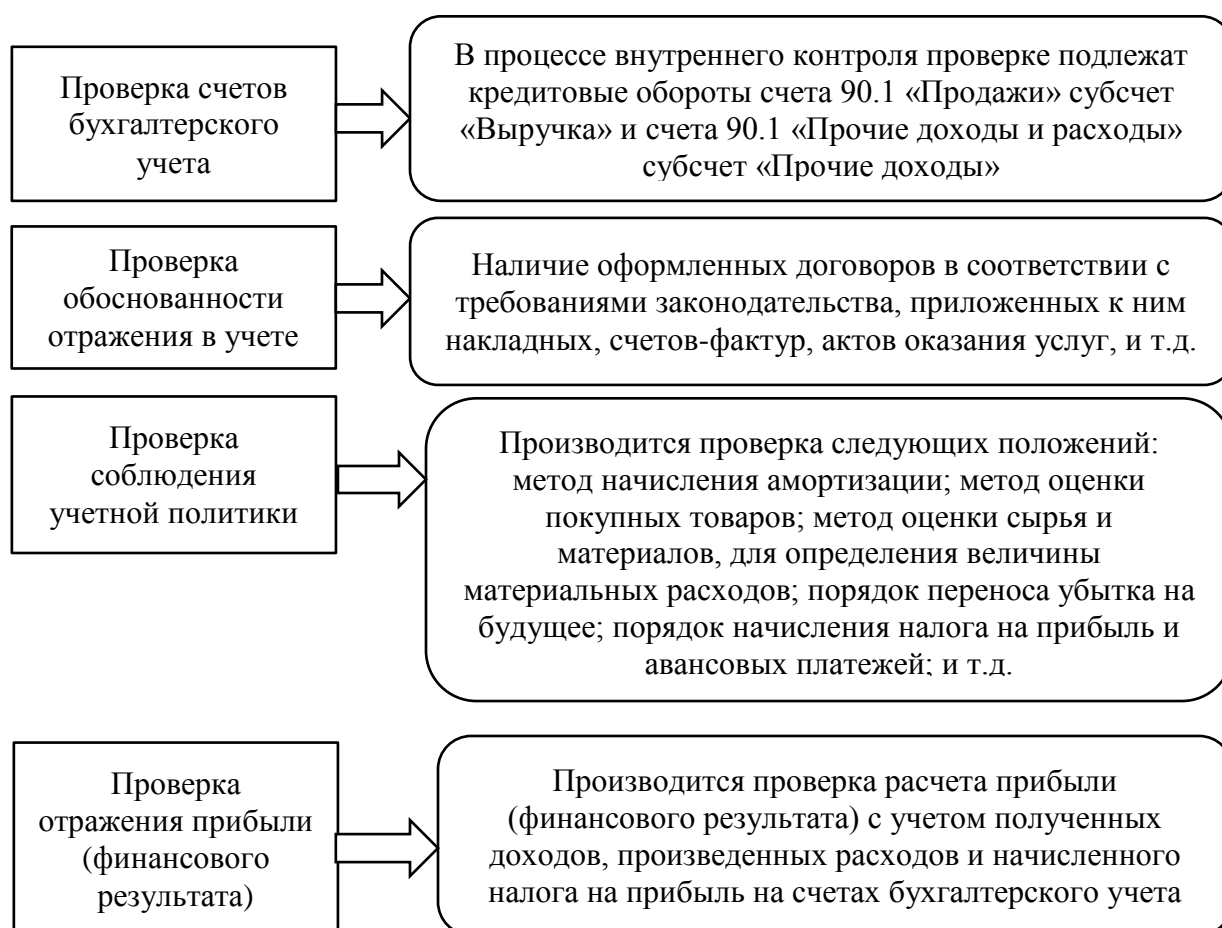 Проверка счетов
бухгалтерского
учета
В процессе внутреннего контроля проверке подлежат
кредитовые обороты счета 90.1 «Продажи» субсчет
«Выручка» и счета 90.1 «Прочие доходы и расходы»
субсчет «Прочие доходы»
Проверка
обоснованности
отражения в учете
Наличие оформленных договоров в соответствии с
требованиями законодательства, приложенных к ним
накладных, счетов-фактур, актов оказания услуг, и т.д.
Проверка
соблюдения
учетной политики
Производится проверка следующих положений:
метод начисления амортизации; метод оценки
покупных товаров; метод оценки сырья и
материалов, для определения величины
материальных расходов; порядок переноса убытка на
будущее; порядок начисления налога на прибыль и
авансовых платежей; и т.д.
Проверка
отражения прибыли
(финансового
результата)
Производится проверка расчета прибыли
(финансового результата) с учетом полученных
доходов, произведенных расходов и начисленного
налога на прибыль на счетах бухгалтерского учета